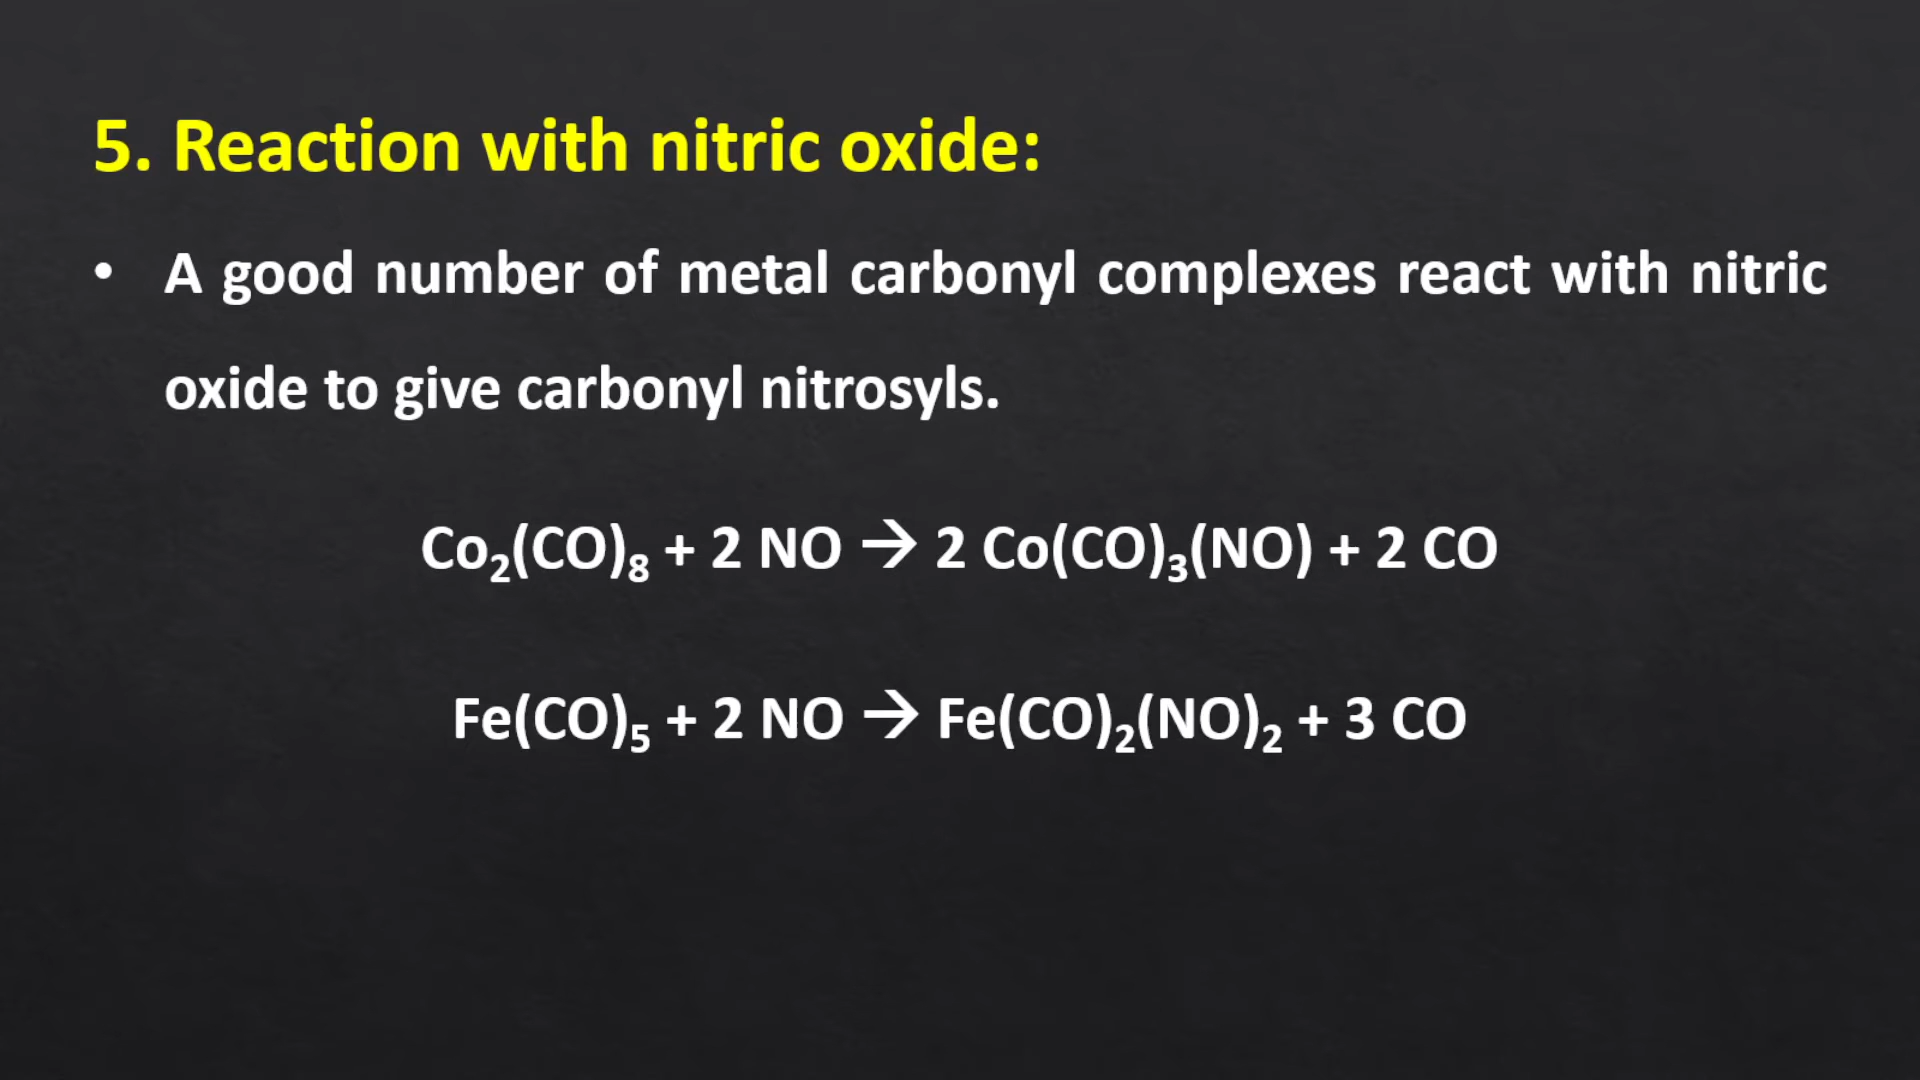 5. Reaction with nitric oxide:
• A good number of metal carbonyl complexes react with nitric
oxide to give carbonyl nitrosyls.
Co₂(CO)₈ + 2 NO → 2 Co(CO)₃(NO) + 2 CO
Fe(CO)₅ + 2 NO → Fe(CO)₂(NO)₂ + 3 CO